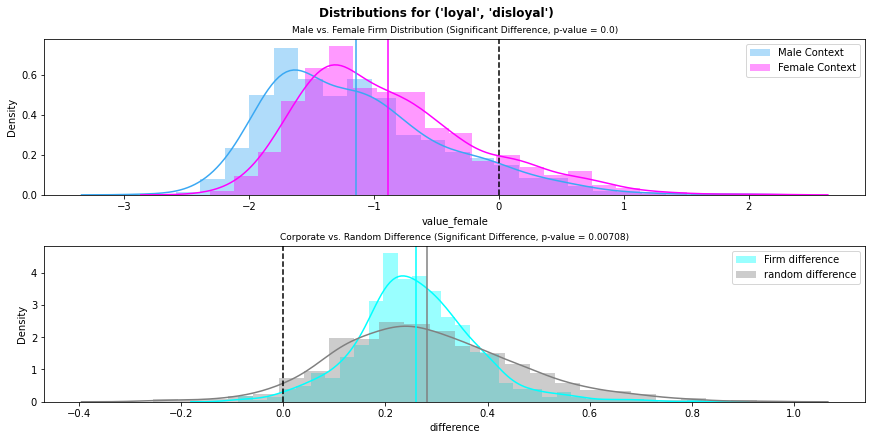 Distributions for ('loyal', 'disloyal')
Male vs. Female Firm Distribution (Significant Difference, p-value = 0.0)
Male Context
Female Context
Density
0.6
0.4
0.2
0.0
−3 −2 −1 0 1 2
value_female
Corporate vs. Random Difference (Significant Difference, p-value = 0.00708)
Firm difference
random difference
Density
4
3
2
1
0
−0.4 −0.2 0.0 0.2 0.4 0.6 0.8 1.0
difference